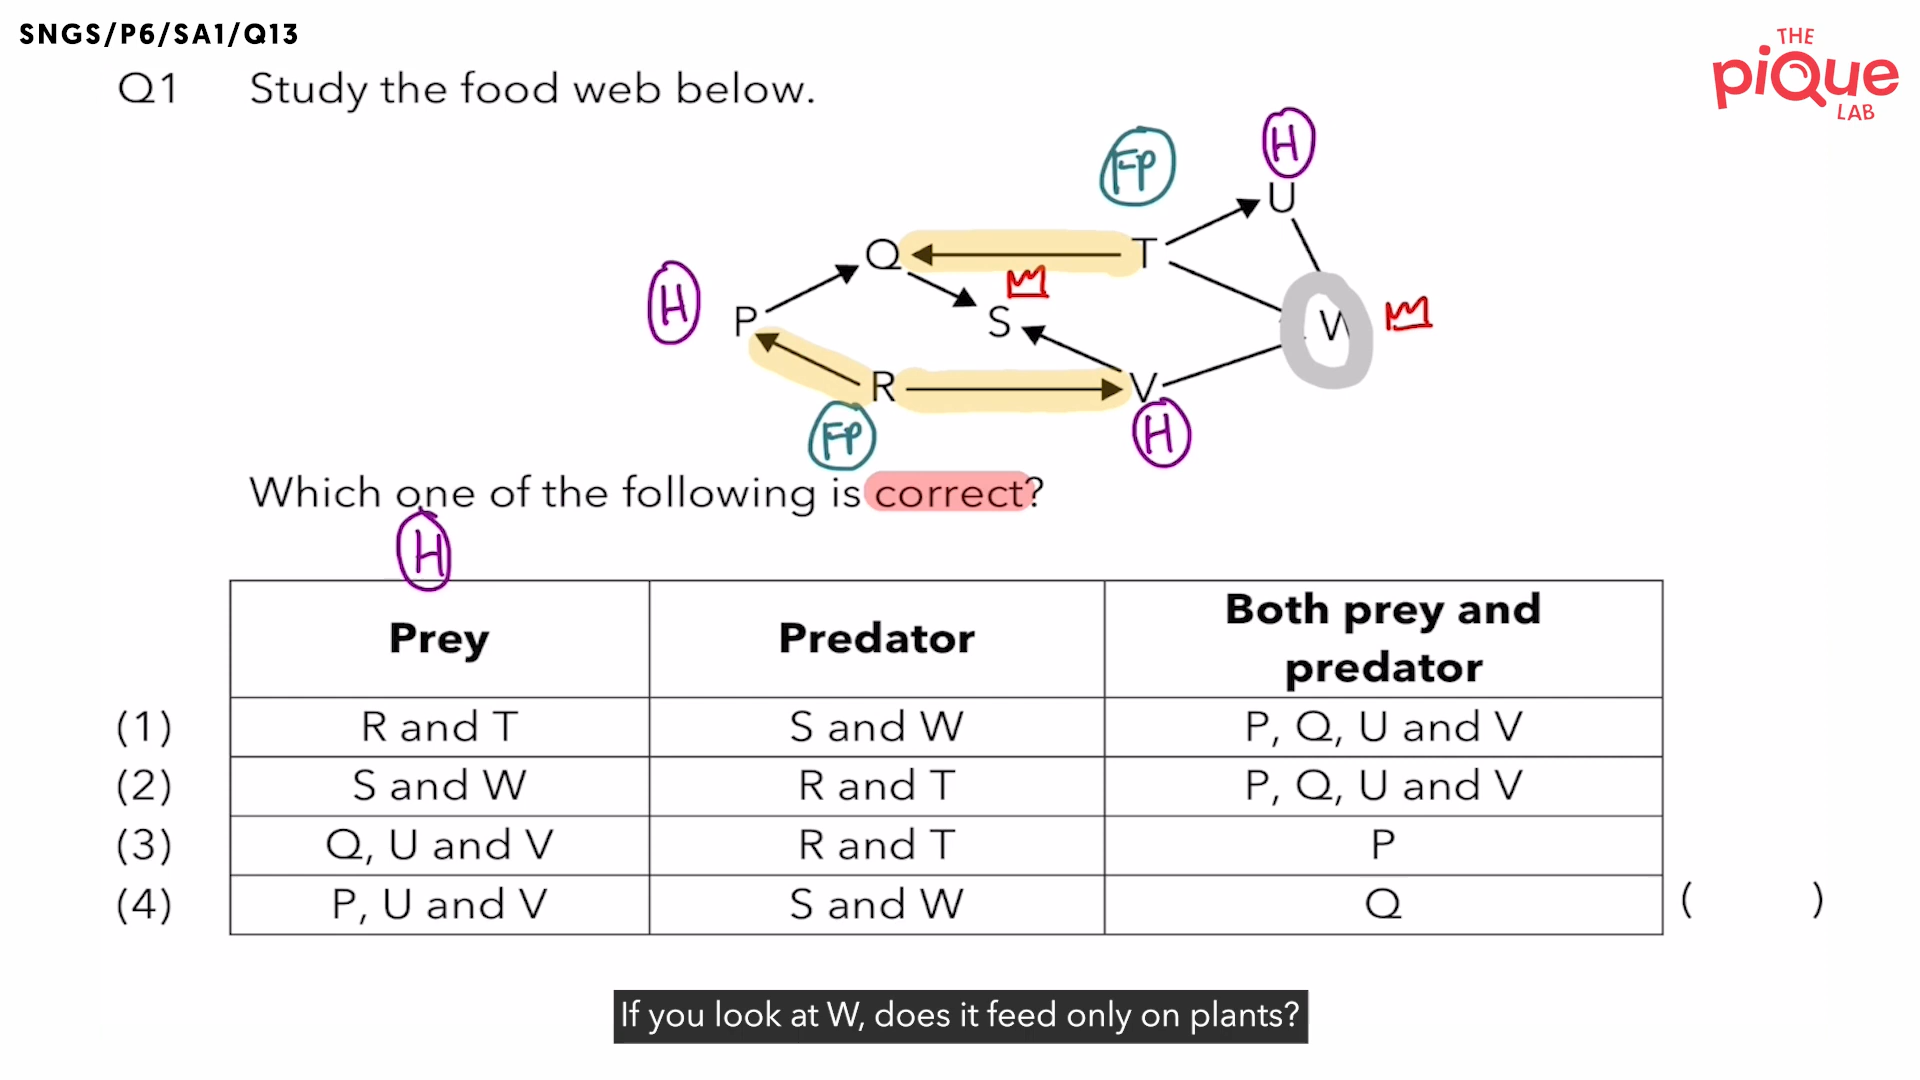 SNGS/P6/SA1/Q13
THE
piQue
LAB
Q1 Study the food web below.
H
FP
U
Q
T
H
P
S
W
R
V
FP
H
Which one of the following is correct?
H
Prey Predator Both prey and predator
(1) R and T S and W P, Q, U and V
(2) S and W R and T P, Q, U and V
(3) Q, U and V R and T P
(4) P, U and V S and W Q ( )
If you look at W, does it feed only on plants?